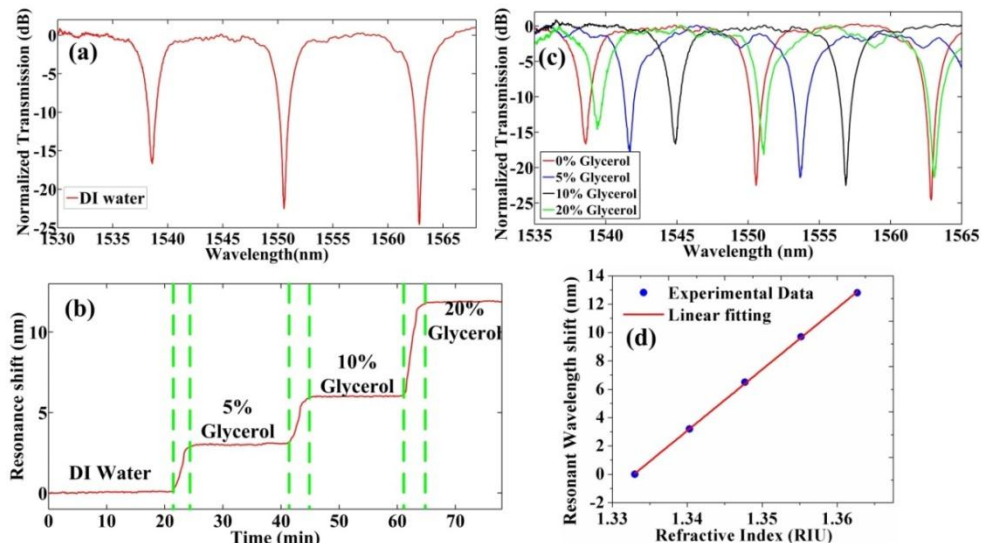 (a)
Normalized Transmission (dB)
0
-5
-10
-15
-20
-25
DI water
1530 1535 1540 1545 1550 1555 1560 1565
Wavelength(nm)
(c)
Normalized Transmission (dB)
0
-5
-10
-15
-20
-25
0% Glycerol
5% Glycerol
10% Glycerol
20% Glycerol
1535 1540 1545 1550 1555 1560 1565
Wavelength (nm)
(b)
Resonance shift (nm)
10
5
0
DI Water
5%
Glycerol
10%
Glycerol
20%
Glycerol
0 10 20 30 40 50 60 70
Time (min)
(d)
Resonant Wavelength shift (nm)
14
12
10
8
6
4
2
0
-2
Experimental Data
Linear fitting
1.33 1.34 1.35 1.36
Refractive Index (RIU)